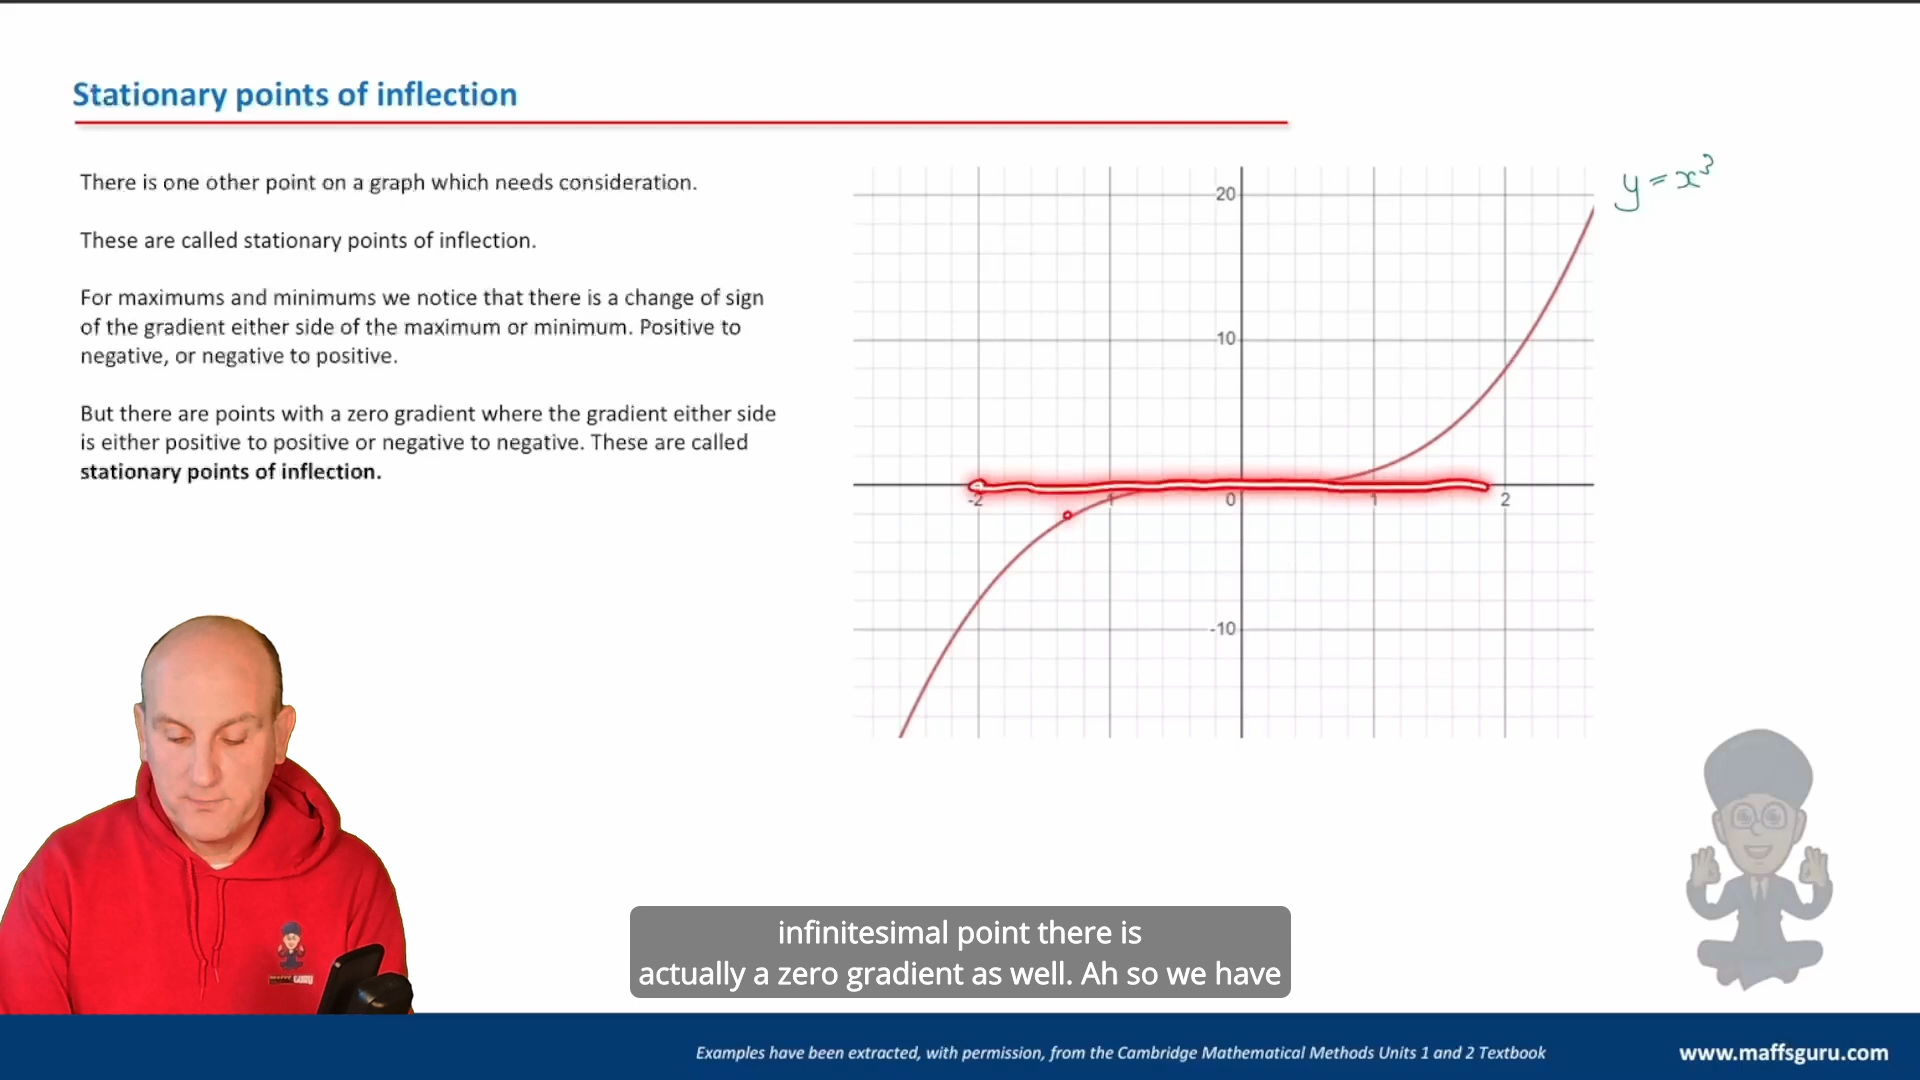 Stationary points of inflection
There is one other point on a graph which needs consideration.
These are called stationary points of inflection.
For maximums and minimums we notice that there is a change of sign
of the gradient either side of the maximum or minimum. Positive to
negative, or negative to positive.
But there are points with a zero gradient where the gradient either side
is either positive to positive or negative to negative. These are called
stationary points of inflection.
y = x³
20
10
-2
-1
0
1
2
-10
infinitesimal point there is
actually a zero gradient as well. Ah so we have
Examples have been extracted, with permission, from the Cambridge Mathematical Methods Units 1 and 2 Textbook
www.maffsguru.com